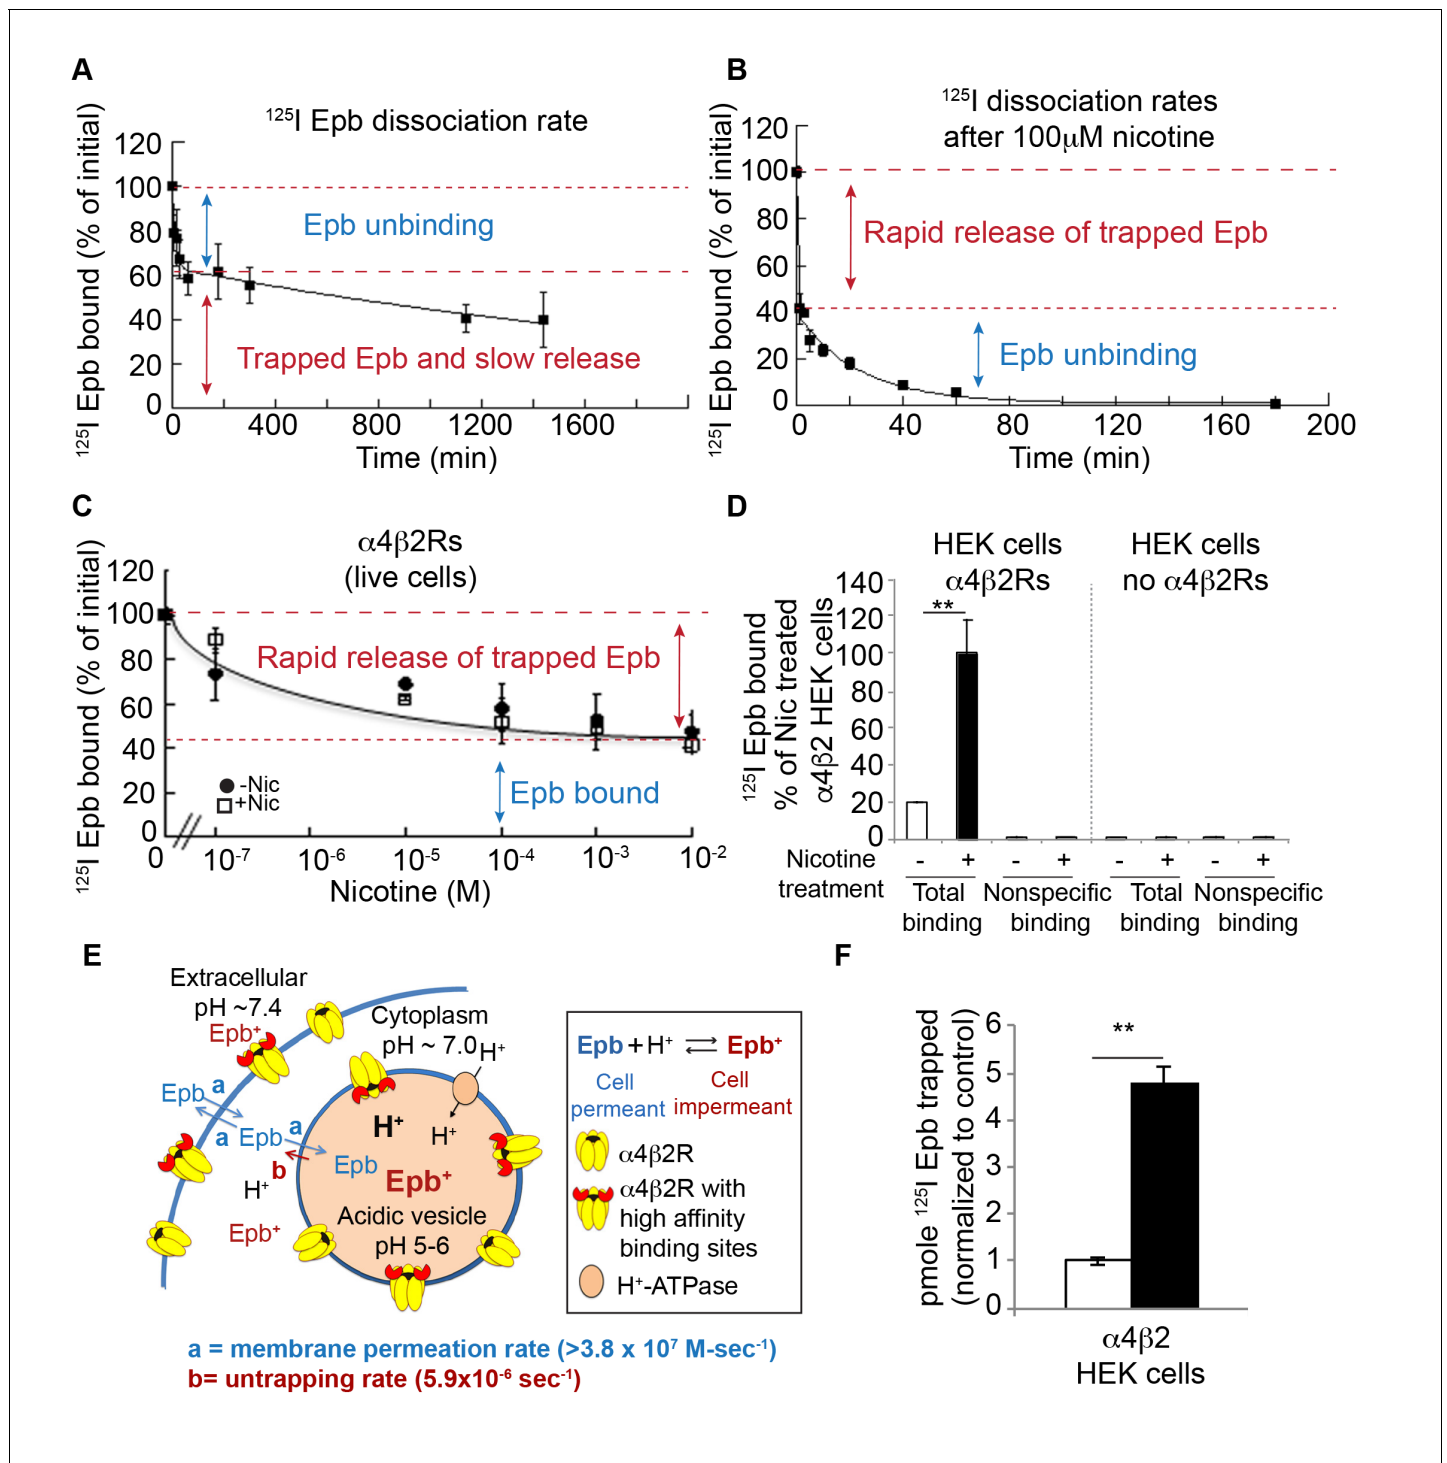 A
¹²⁵I Epb dissociation rate
¹²⁵I Epb bound (% of initial)
120
100
80
60
40
20
0
Epb unbinding
Trapped Epb and slow release
0 400 800 1200 1600
Time (min)
B
¹²⁵I dissociation rates
after 100μM nicotine
¹²⁵I Epb bound (% of initial)
120
100
80
60
40
20
0
Rapid release of trapped Epb
Epb unbinding
0 40 80 120 160 200
Time (min)
C
α4β2Rs
(live cells)
¹²⁵I Epb bound (% of initial)
120
100
80
60
40
20
0
Rapid release of trapped Epb
Epb bound
-Nic
+Nic
0 10⁻⁷ 10⁻⁶ 10⁻⁵ 10⁻⁴ 10⁻³ 10⁻²
Nicotine (M)
D
HEK cells
α4β2Rs
HEK cells
no α4β2Rs
¹²⁵I Epb bound
% of Nic treated
α4β2 HEK cells
140
120
100
80
60
40
20
0
**
Nicotine
treatment
- + - + - + - +
Total
binding
Nonspecific
binding
Total
binding
Nonspecific
binding
E
Extracellular
pH ~7.4
Epb⁺
Cytoplasm
pH ~ 7.0
H⁺
Epb
a
a
Epb
a
b
H⁺
Epb⁺
H⁺
H⁺
Epb
Epb⁺
Acidic vesicle
pH 5-6
Epb + H⁺ ⇌ Epb⁺
Cell
permeant
Cell
impermeant
α4β2R
α4β2R with
high affinity
binding sites
H⁺-ATPase
a = membrane permeation rate (>3.8 x 10⁷ M-sec⁻¹)
b= untrapping rate (5.9x10⁻⁶ sec⁻¹)
F
pmole ¹²⁵I Epb trapped
(normalized to control)
6
5
4
3
2
1
0
**
α4β2
HEK cells